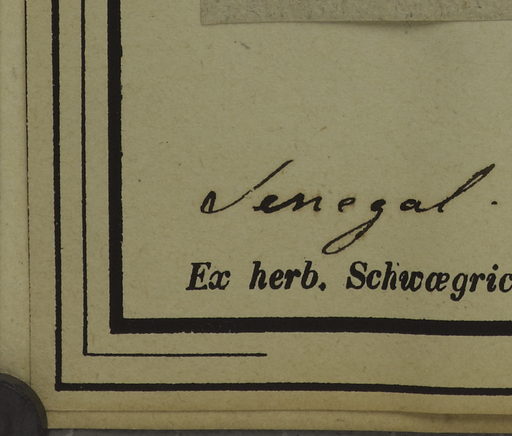 Senegal.
Ex herb. Schwægric